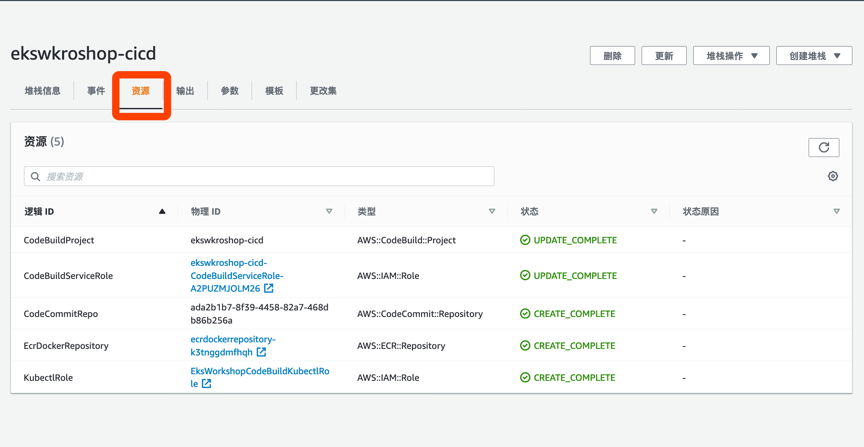 ekswkroshop-cicd
删除 更新 堆栈操作 创建堆栈
堆栈信息 事件 资源 输出 参数 模板 更改集
资源 (5)
搜索资源
逻辑 ID 物理 ID 类型 状态 状态原因
CodeBuildProject ekswkroshop-cicd AWS::CodeBuild::Project UPDATE_COMPLETE -
ekswkroshop-cicd-
CodeBuildServiceRole CodeBuildServiceRole- AWS::IAM::Role UPDATE_COMPLETE -
A2PUZMJOLM26
ada2b1b7-8f39-4458-82a7-468d
CodeCommitRepo AWS::CodeCommit::Repository CREATE_COMPLETE -
b86b256a
ecrdockerrepository-
EcrDockerRepository AWS::ECR::Repository CREATE_COMPLETE -
k3tnggdmfhqh
EksWorkshopCodeBuildKubectlRo
KubectlRole AWS::IAM::Role CREATE_COMPLETE -
le